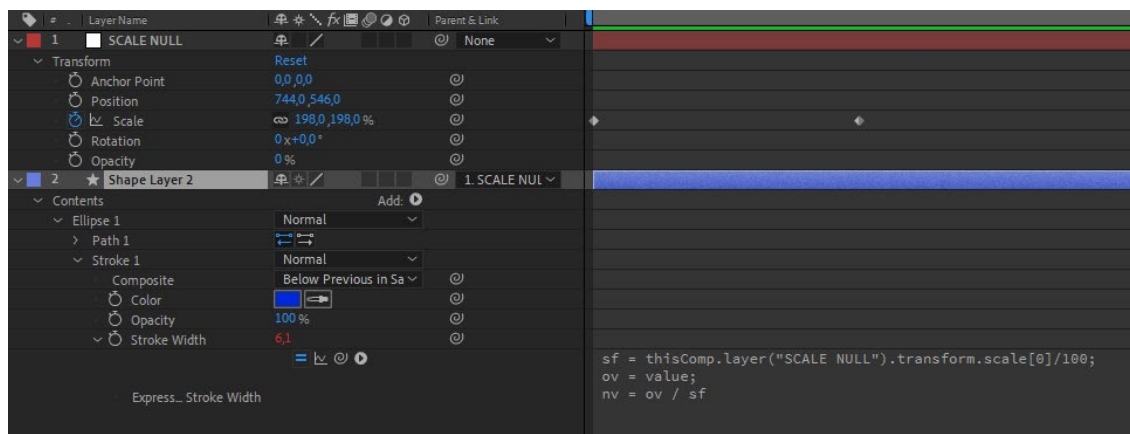 # . Layer Name fx Parent & Link
1 SCALE NULL None
Transform Reset
Anchor Point 0,0,0,0
Position 744,0,546,0
Scale 198,0,198,0 %
Rotation 0x+0,0°
Opacity 0%
2 Shape Layer 2 1. SCALE NUL
Contents Add:
Ellipse 1 Normal
Path 1
Stroke 1 Normal
Composite Below Previous in Sa
Color
Opacity 100 %
Stroke Width 6,1
sf = thisComp.layer("SCALE NULL").transform.scale[0]/100;
ov = value;
Express... Stroke Width nv = ov / sf